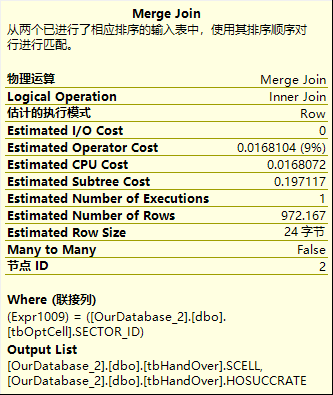 Merge Join
从两个已进行了相应排序的输入表中，使用其排序顺序对
行进行匹配。
物理运算 Merge Join
Logical Operation Inner Join
估计的执行模式 Row
Estimated I/O Cost 0
Estimated Operator Cost 0.0168104 (9%)
Estimated CPU Cost 0.0168072
Estimated Subtree Cost 0.197117
Estimated Number of Executions 1
Estimated Number of Rows 972.167
Estimated Row Size 24 字节
Many to Many False
节点 ID 2
Where (联接列)
(Expr1009) = ([OurDatabase_2].[dbo].
[tbOptCell].SECTOR_ID)
Output List
[OurDatabase_2].[dbo].[tbHandOver].SCELL,
[OurDatabase_2].[dbo].[tbHandOver].HOSUCCRATE